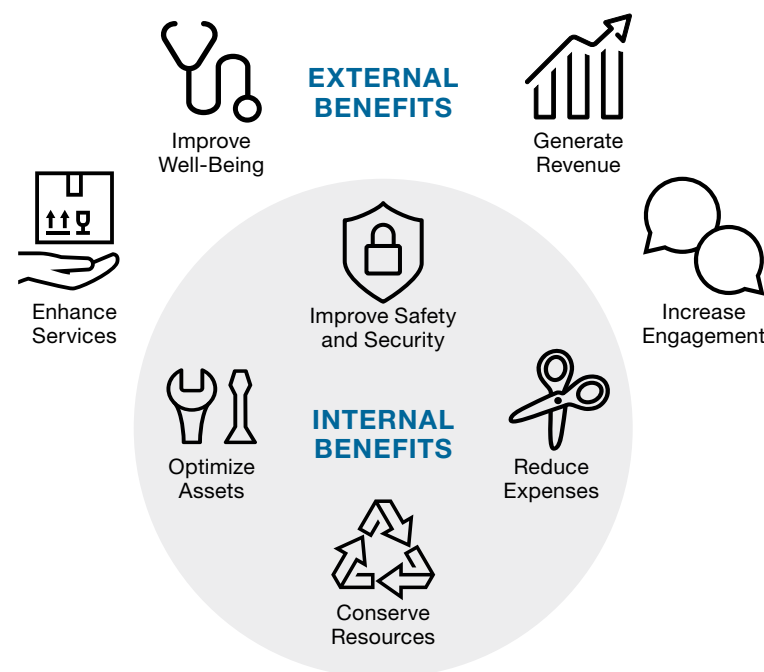 EXTERNAL
BENEFITS
Improve
Well-Being
Generate
Revenue
Enhance
Services
Increase
Engagement
Improve Safety
and Security
INTERNAL
BENEFITS
Optimize
Assets
Reduce
Expenses
Conserve
Resources